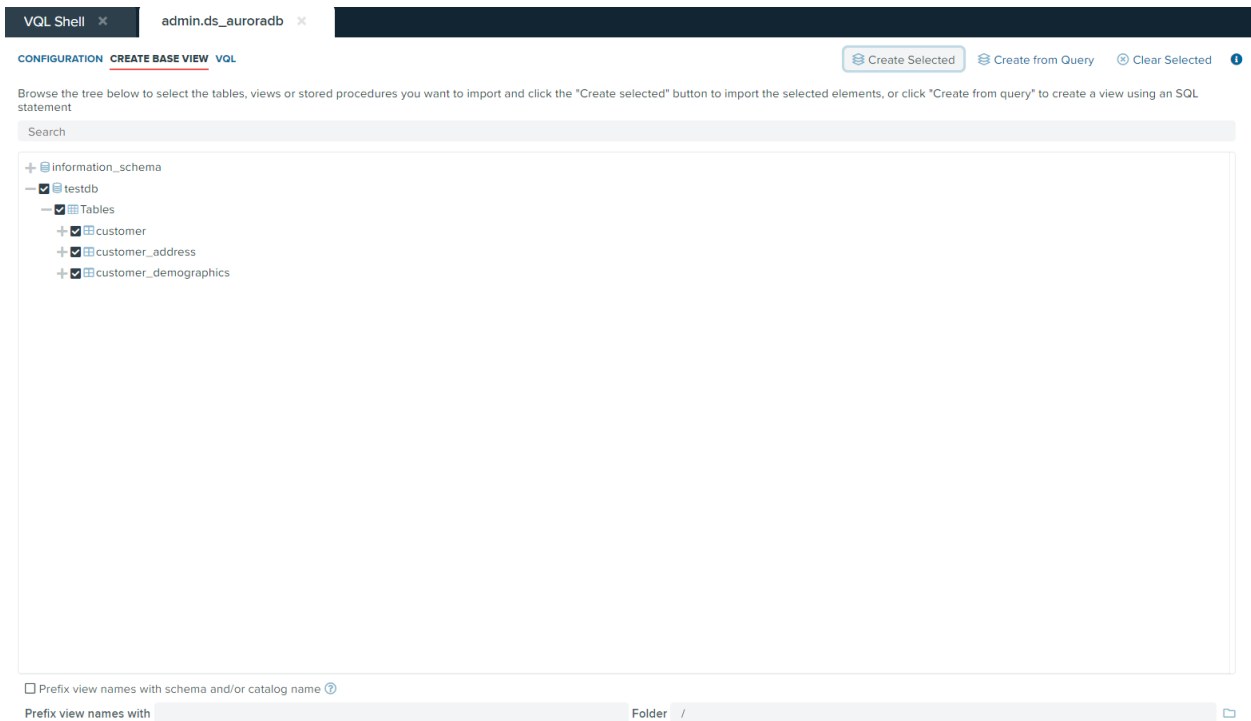 VQL Shell admin.ds_auroradb
CONFIGURATION CREATE BASE VIEW VQL Create Selected Create from Query Clear Selected
Browse the tree below to select the tables, views or stored procedures you want to import and click the "Create selected" button to import the selected elements, or click "Create from query" to create a view using an SQL
statement
Search
information_schema
testdb
Tables
customer
customer_address
customer_demographics
Prefix view names with schema and/or catalog name
Prefix view names with Folder /